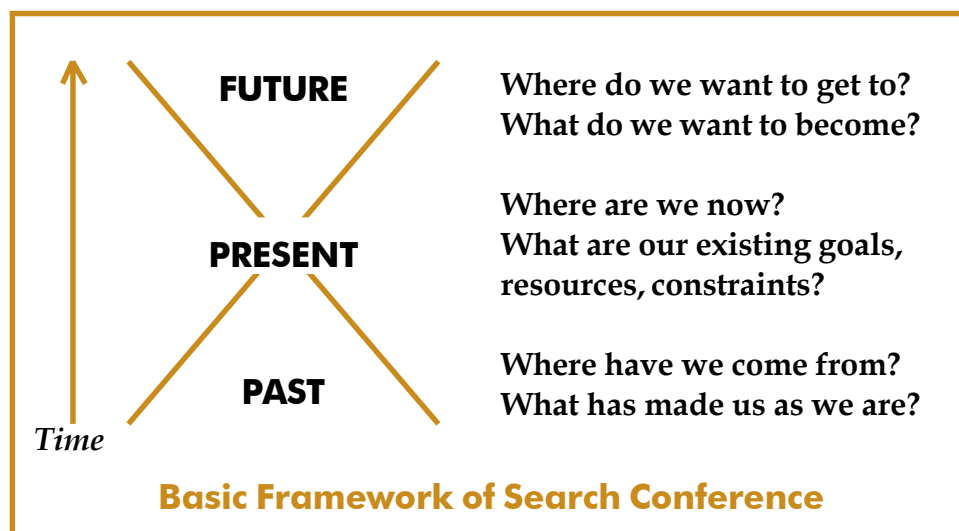 FUTURE
Where do we want to get to?
What do we want to become?
PRESENT
Where are we now?
What are our existing goals,
resources, constraints?
PAST
Where have we come from?
What has made us as we are?
Time
Basic Framework of Search Conference